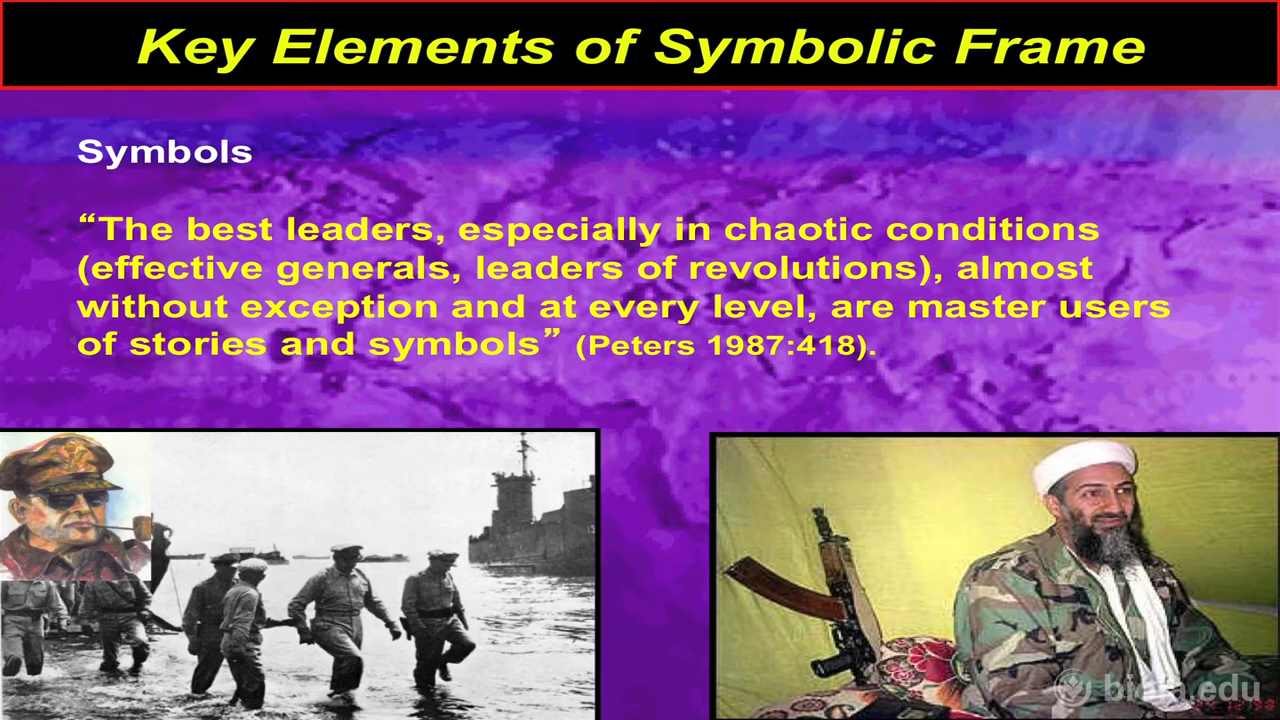 Key Elements of Symbolic Frame
Symbols
“The best leaders, especially in chaotic conditions
(effective generals, leaders of revolutions), almost
without exception and at every level, are master users
of stories and symbols” (Peters 1987:418).